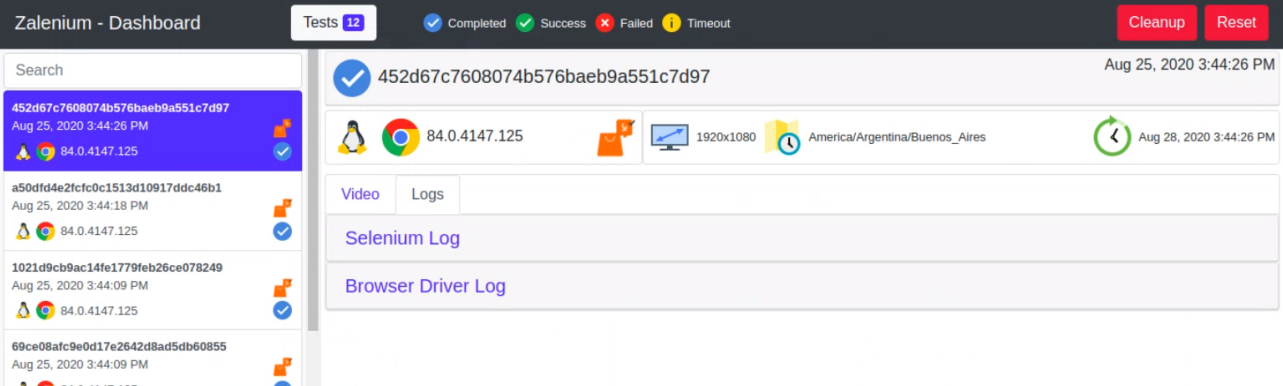 Zalenium - Dashboard
Tests 12
Completed Success Failed Timeout
Cleanup Reset
Search
452d67c7608074b576baeb9a551c7d97
Aug 25, 2020 3:44:26 PM
84.0.4147.125
a50dfd4e2fcfc0c1513d10917ddc46b1
Aug 25, 2020 3:44:18 PM
84.0.4147.125
1021d9cb9ac14fe1779feb26ce078249
Aug 25, 2020 3:44:09 PM
84.0.4147.125
69ce08afc9e0d17e2642d8ad5db60855
Aug 25, 2020 3:44:09 PM
452d67c7608074b576baeb9a551c7d97
Aug 25, 2020 3:44:26 PM
84.0.4147.125
1920x1080
America/Argentina/Buenos_Aires
Aug 28, 2020 3:44:26 PM
Video Logs
Selenium Log
Browser Driver Log